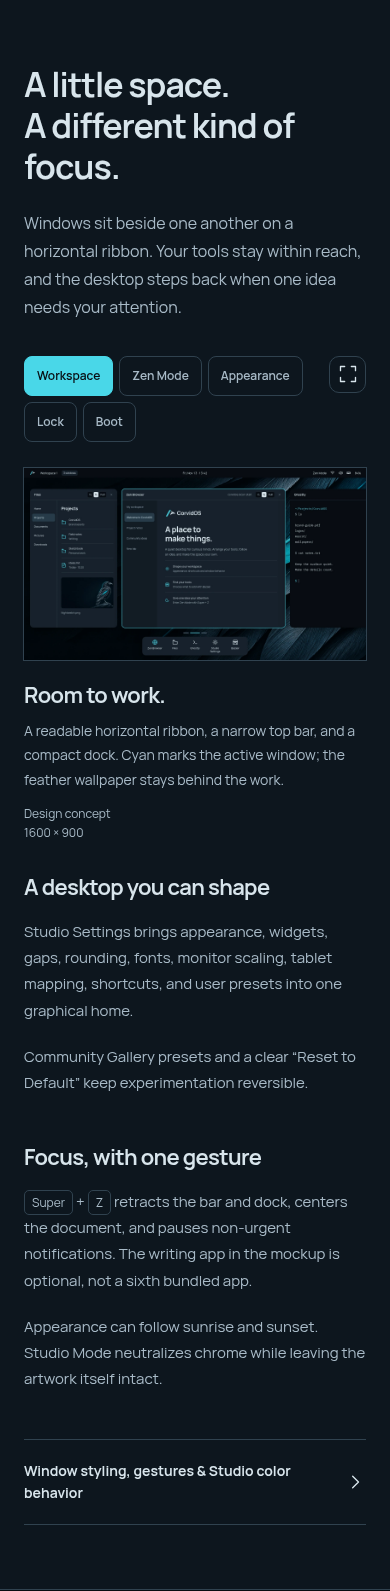 A little space.
A different kind of
focus.
Windows sit beside one another on a
horizontal ribbon. Your tools stay within reach,
and the desktop steps back when one idea
needs your attention.
Workspace
Zen Mode
Appearance
Lock
Boot
Projects
CorvidOS
A place to
make things.
Room to work.
A readable horizontal ribbon, a narrow top bar, and a
compact dock. Cyan marks the active window; the
feather wallpaper stays behind the work.
Design concept
1600 × 900
A desktop you can shape
Studio Settings brings appearance, widgets,
gaps, rounding, fonts, monitor scaling, tablet
mapping, shortcuts, and user presets into one
graphical home.
Community Gallery presets and a clear “Reset to
Default” keep experimentation reversible.
Focus, with one gesture
Super + Z retracts the bar and dock, centers
the document, and pauses non-urgent
notifications. The writing app in the mockup is
optional, not a sixth bundled app.
Appearance can follow sunrise and sunset.
Studio Mode neutralizes chrome while leaving the
artwork itself intact.
Window styling, gestures & Studio color
behavior